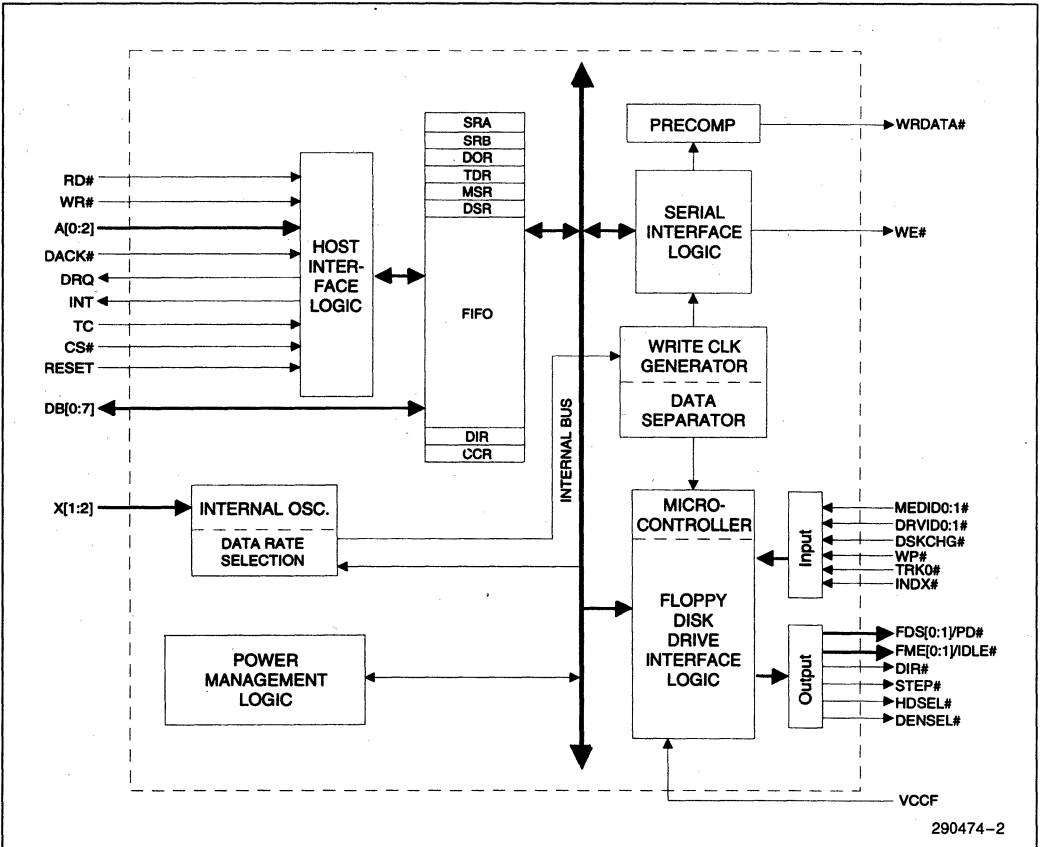 RD#
WR#
A[0:2]
DACK#
DRQ
INT
TC
CS#
RESET
DB[0:7]
X[1:2]
HOST
INTER-
FACE
LOGIC
SRA
SRB
DOR
TDR
MSR
DSR
FIFO
DIR
CCR
INTERNAL OSC.
DATA RATE
SELECTION
POWER
MANAGEMENT
LOGIC
INTERNAL BUS
PRECOMP
SERIAL
INTERFACE
LOGIC
WRITE CLK
GENERATOR
DATA
SEPARATOR
MICRO-
CONTROLLER
FLOPPY
DISK
DRIVE
INTERFACE
LOGIC
Input
Output
WRDATA#
WE#
MEDID0:1#
DRVID0:1#
DSKCHG#
WP#
TRK0#
INDX#
FDS[0:1]/PD#
FME[0:1]/IDLE#
DIR#
STEP#
HDSEL#
DENSEL#
VCCF
290474-2